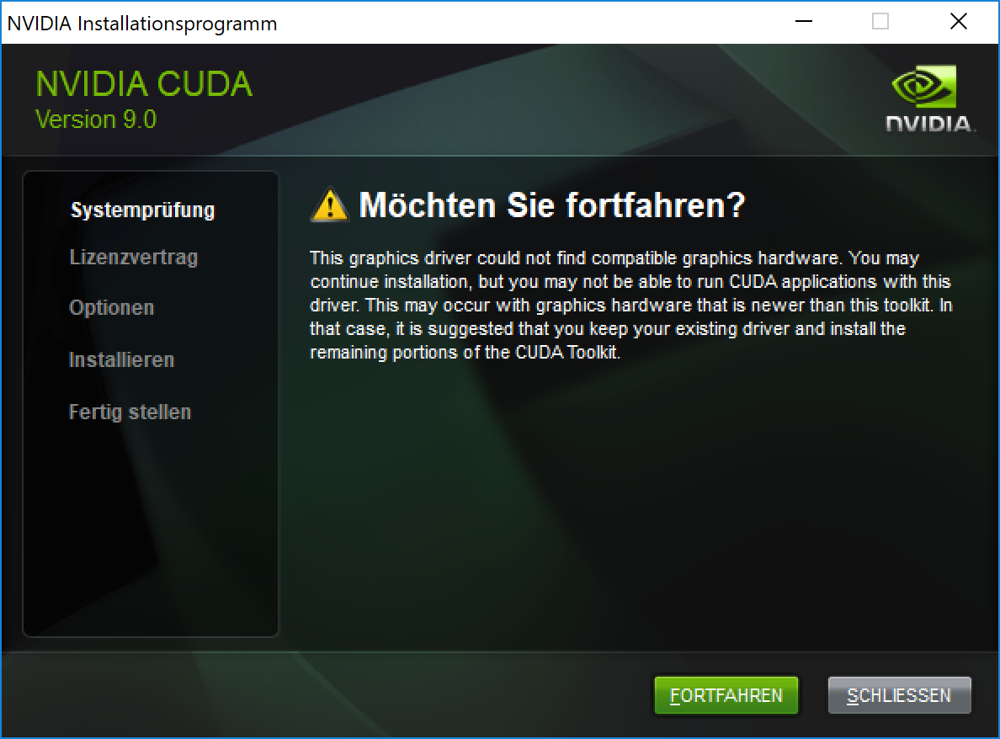 NVIDIA Installationsprogramm
NVIDIA CUDA
Version 9.0
NVIDIA.
Systemprüfung
Lizenzvertrag
Optionen
Installieren
Fertig stellen
Möchten Sie fortfahren?
This graphics driver could not find compatible graphics hardware. You may
continue installation, but you may not be able to run CUDA applications with this
driver. This may occur with graphics hardware that is newer than this toolkit. In
that case, it is suggested that you keep your existing driver and install the
remaining portions of the CUDA Toolkit.
FORTFAHREN
SCHLIESSEN